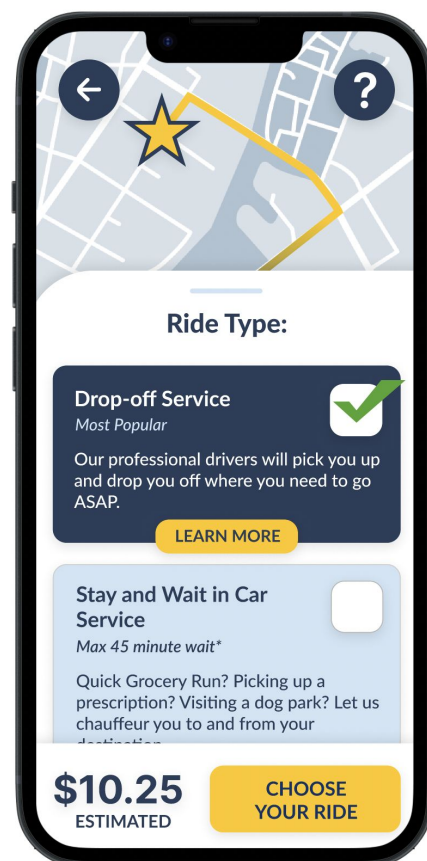 ?
Ride Type:
Drop-off Service
Most Popular
Our professional drivers will pick you up
and drop you off where you need to go
ASAP.
LEARN MORE
Stay and Wait in Car
Service
Max 45 minute wait*
Quick Grocery Run? Picking up a
prescription? Visiting a dog park? Let us
chauffeur you to and from your
destination
$10.25
ESTIMATED
CHOOSE
YOUR RIDE